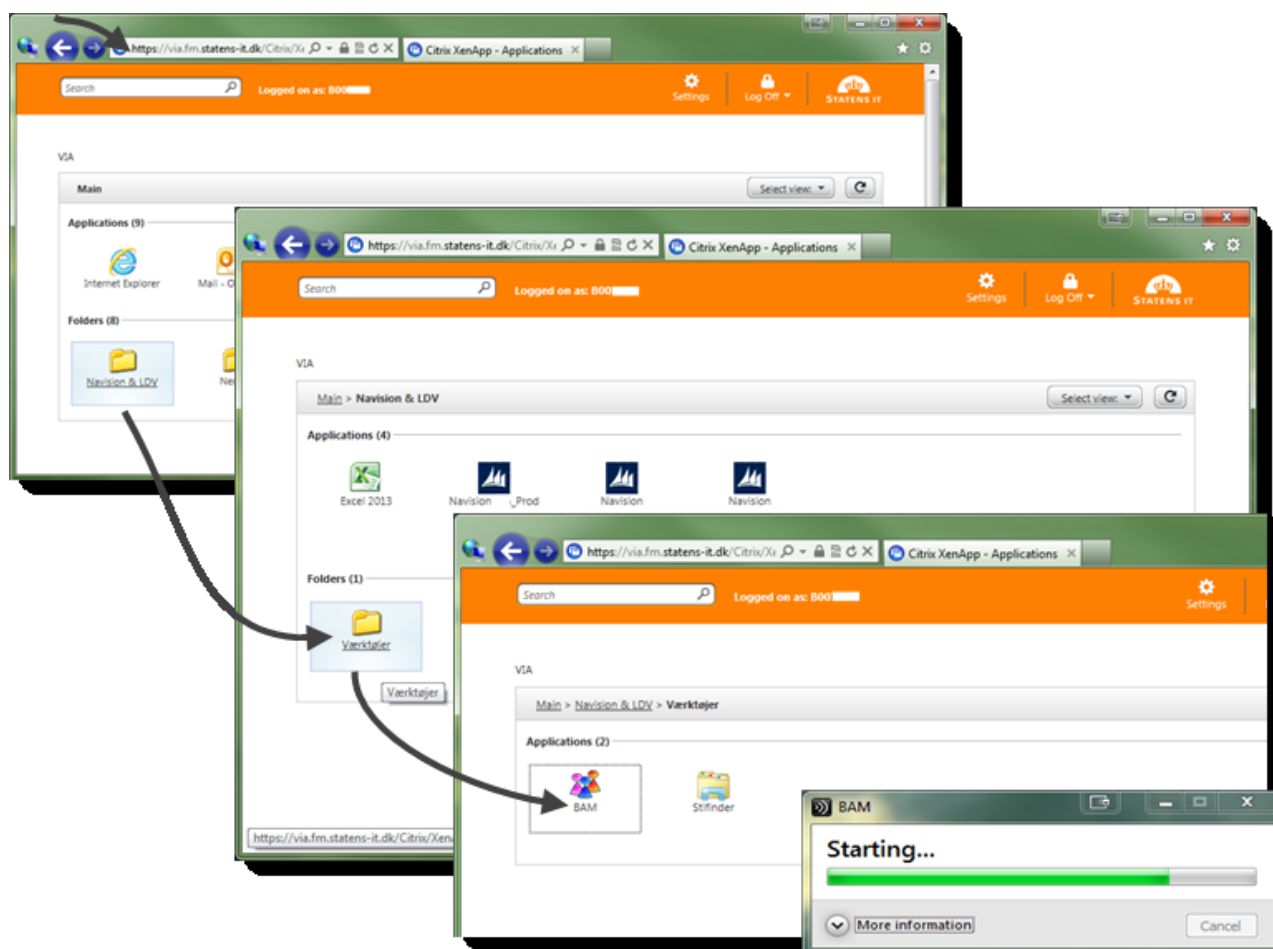 https://via.fm.statens-it.dk/Citrix/Xe
Citrix XenApp - Applications
Search
Logged on as: B00
Settings
Log Off
STATENS IT
VIA
Main
Select view:
Applications (9)
Internet Explorer
Mail - O
Folders (8)
Navision & LDV
https://via.fm.statens-it.dk/Citrix/Xe
Citrix XenApp - Applications
Search
Logged on as: B00
Settings
Log Off
STATENS IT
VIA
Main > Navision & LDV
Select view:
Applications (4)
Excel 2013
Navision _Prod
Navision
Navision
Folders (1)
Værktøjer
Værktøjer
https://via.fm.statens-it.dk/Citrix/Xen
https://via.fm.statens-it.dk/Citrix/Xe
Citrix XenApp - Applications
Search
Logged on as: B00
Settings
VIA
Main > Navision & LDV > Værktøjer
Applications (2)
BAM
Stifinder
BAM
Starting...
More information
Cancel